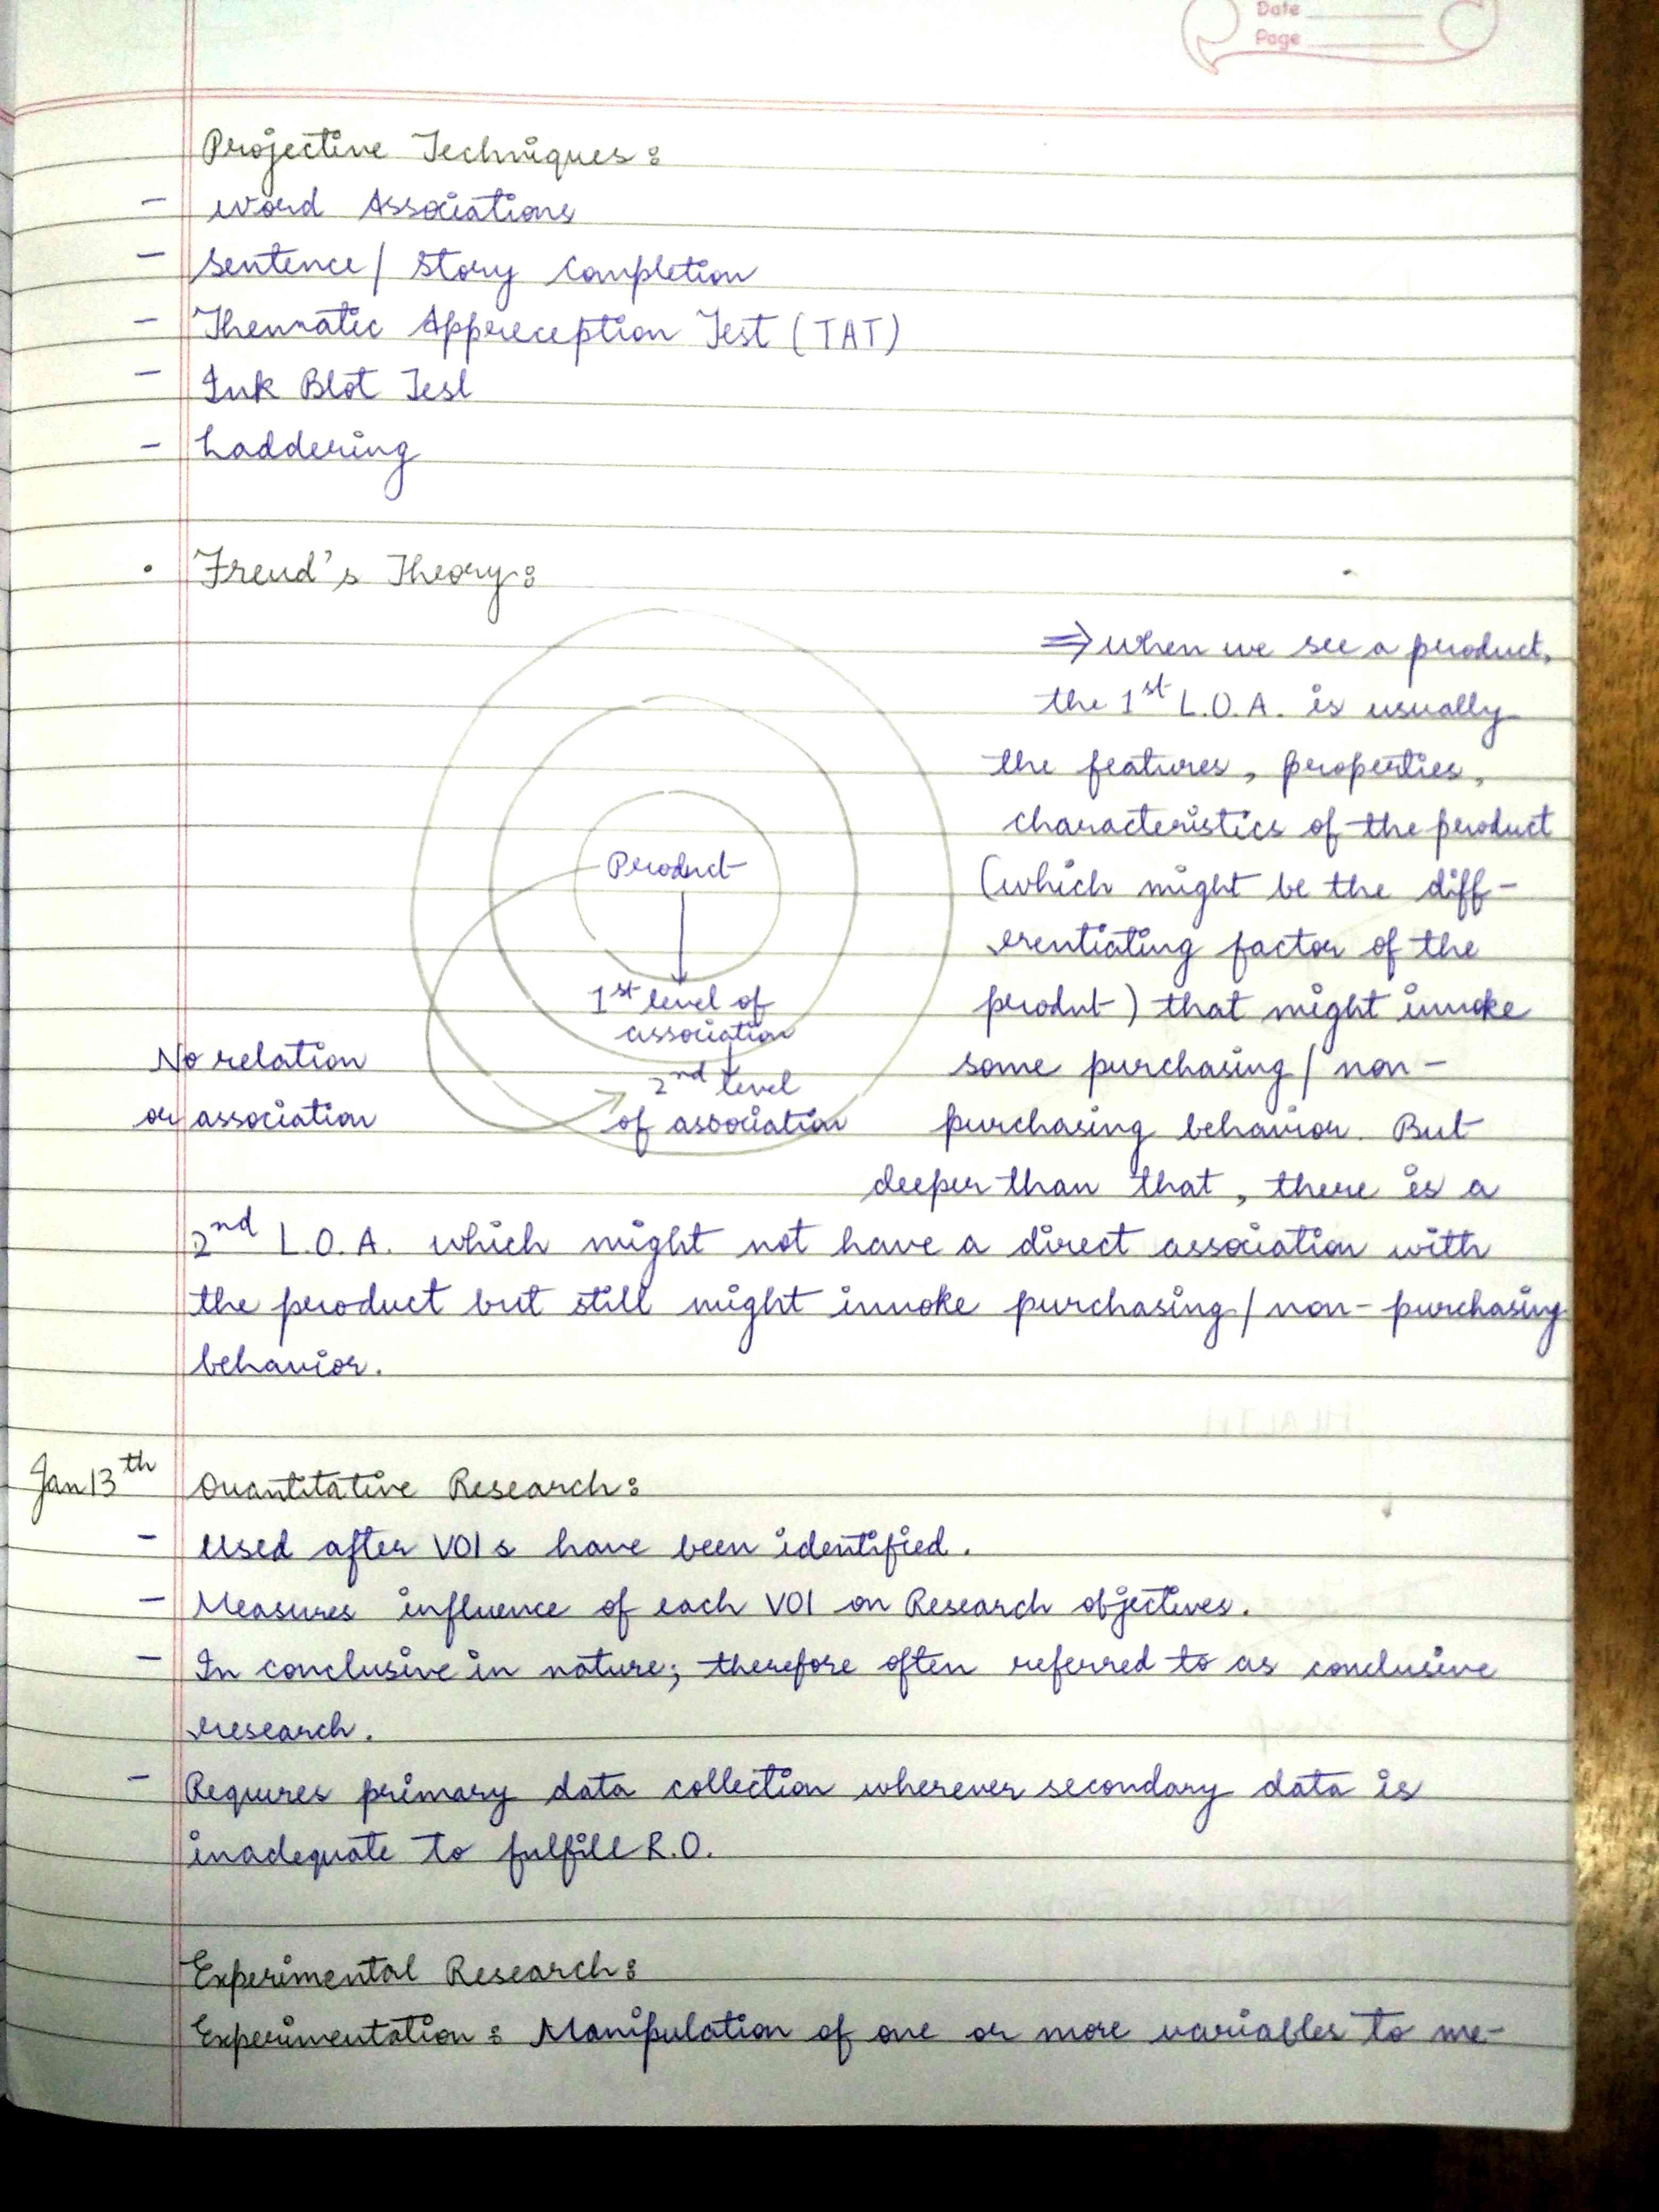 Date
Page
Projective Techniques:
- Word Associations
- Sentence / Story Completion
- Thematic Appreception Test (TAT)
- Ink Blot Test
- Laddering
• Freud's Theory:
⇒ when we see a product,
the 1st L.O.A. is usually
the features, properties,
characteristics of the product
(which might be the diff-
erentiating factor of the
produt) that might invoke
some purchasing / non-
purchasing behavior. But
deeper than that, there is a
Product
1st level of
association
2nd level
of association
No relation
or association
2nd L.O.A. which might not have a direct association with
the product but still might invoke purchasing / non-purchasing
behavior.
Jan 13th Quantitative Research:
- Used after VOIs have been identified.
- Measures influence of each VOI on Research objectives.
- In conclusive in nature; therefore often referred to as conclusive
research.
- Requires primary data collection wherever secondary data is
inadequate to fulfill R.O.
Experimental Research:
Experimentation: Manipulation of one or more variables to me-